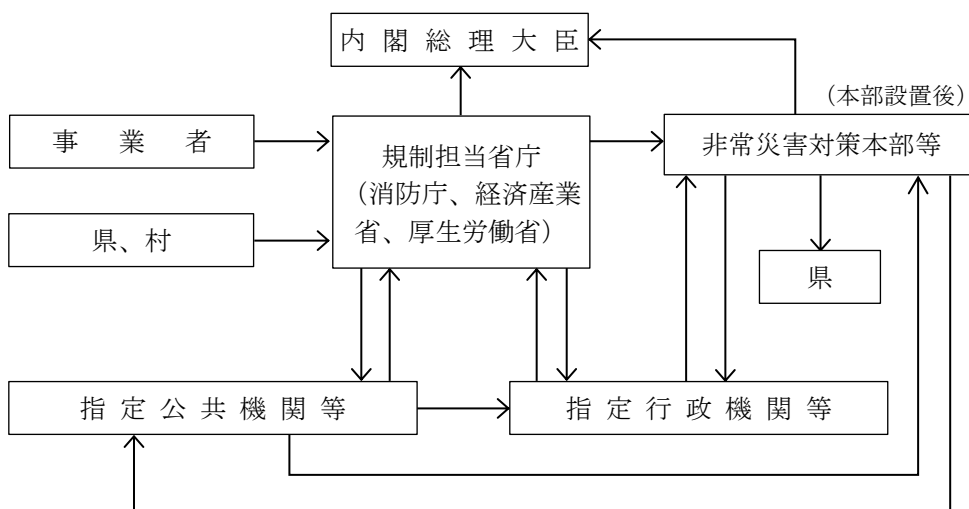 内閣総理大臣
（本部設置後）
事業者
規制担当省庁
（消防庁、経済産業
省、厚生労働省）
非常災害対策本部等
県、村
県
指定公共機関等
指定行政機関等